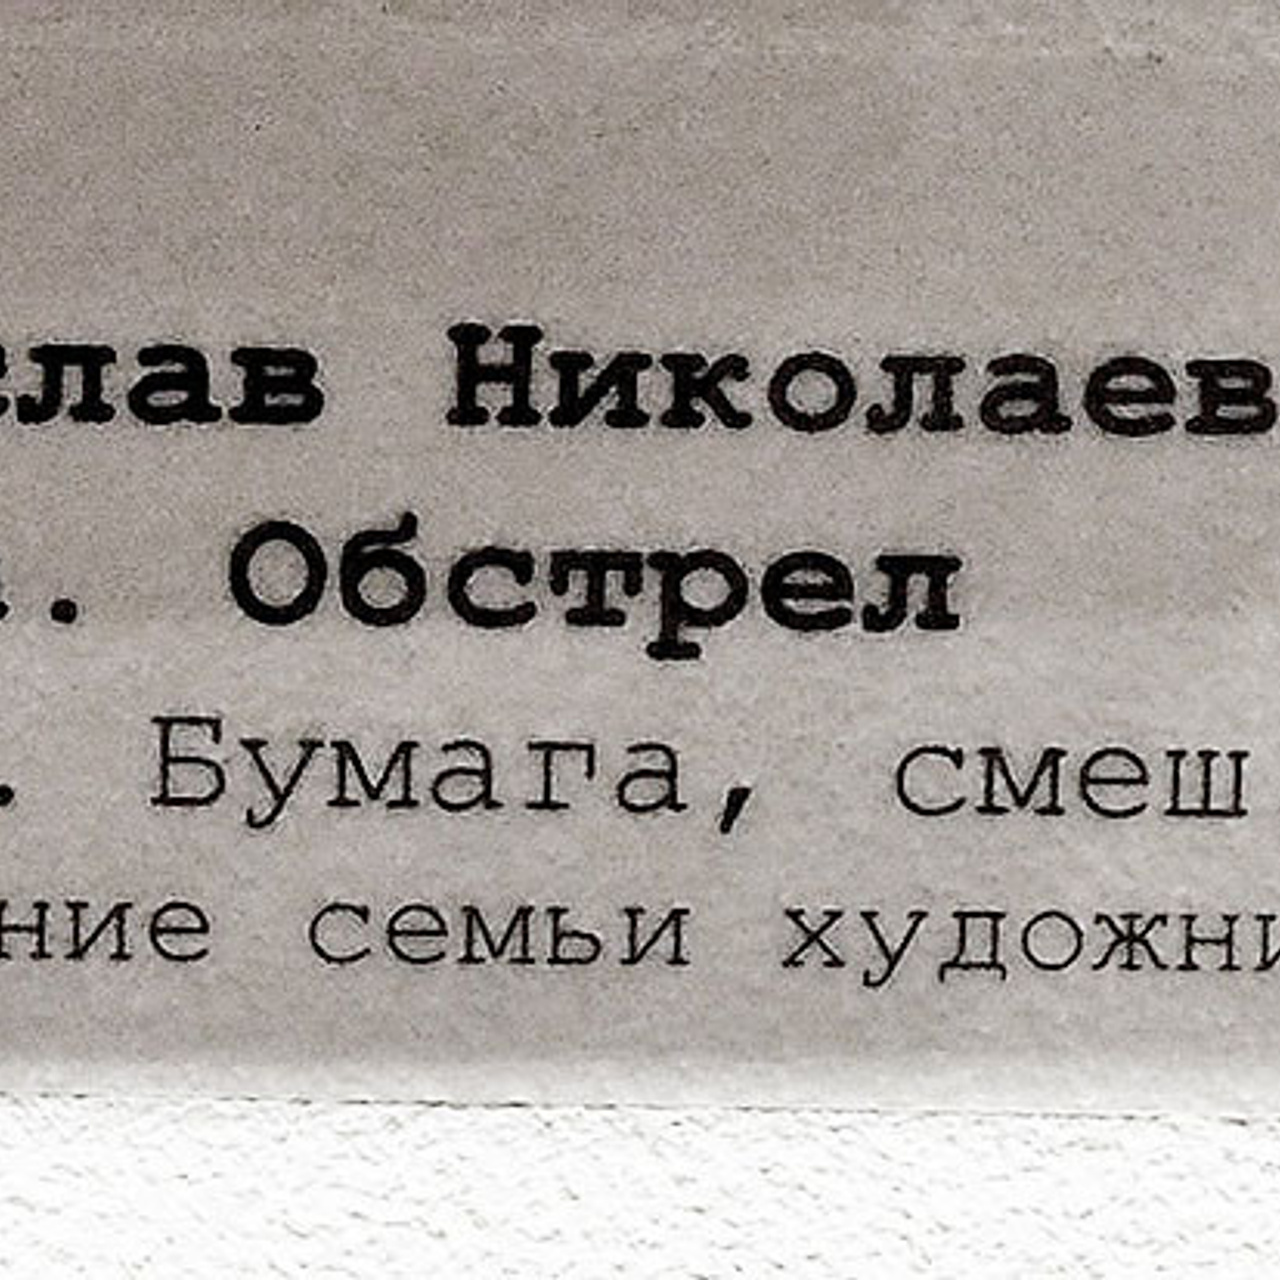 слав Николаев
. Обстрел
. Бумага, смеш
ние семьи художни